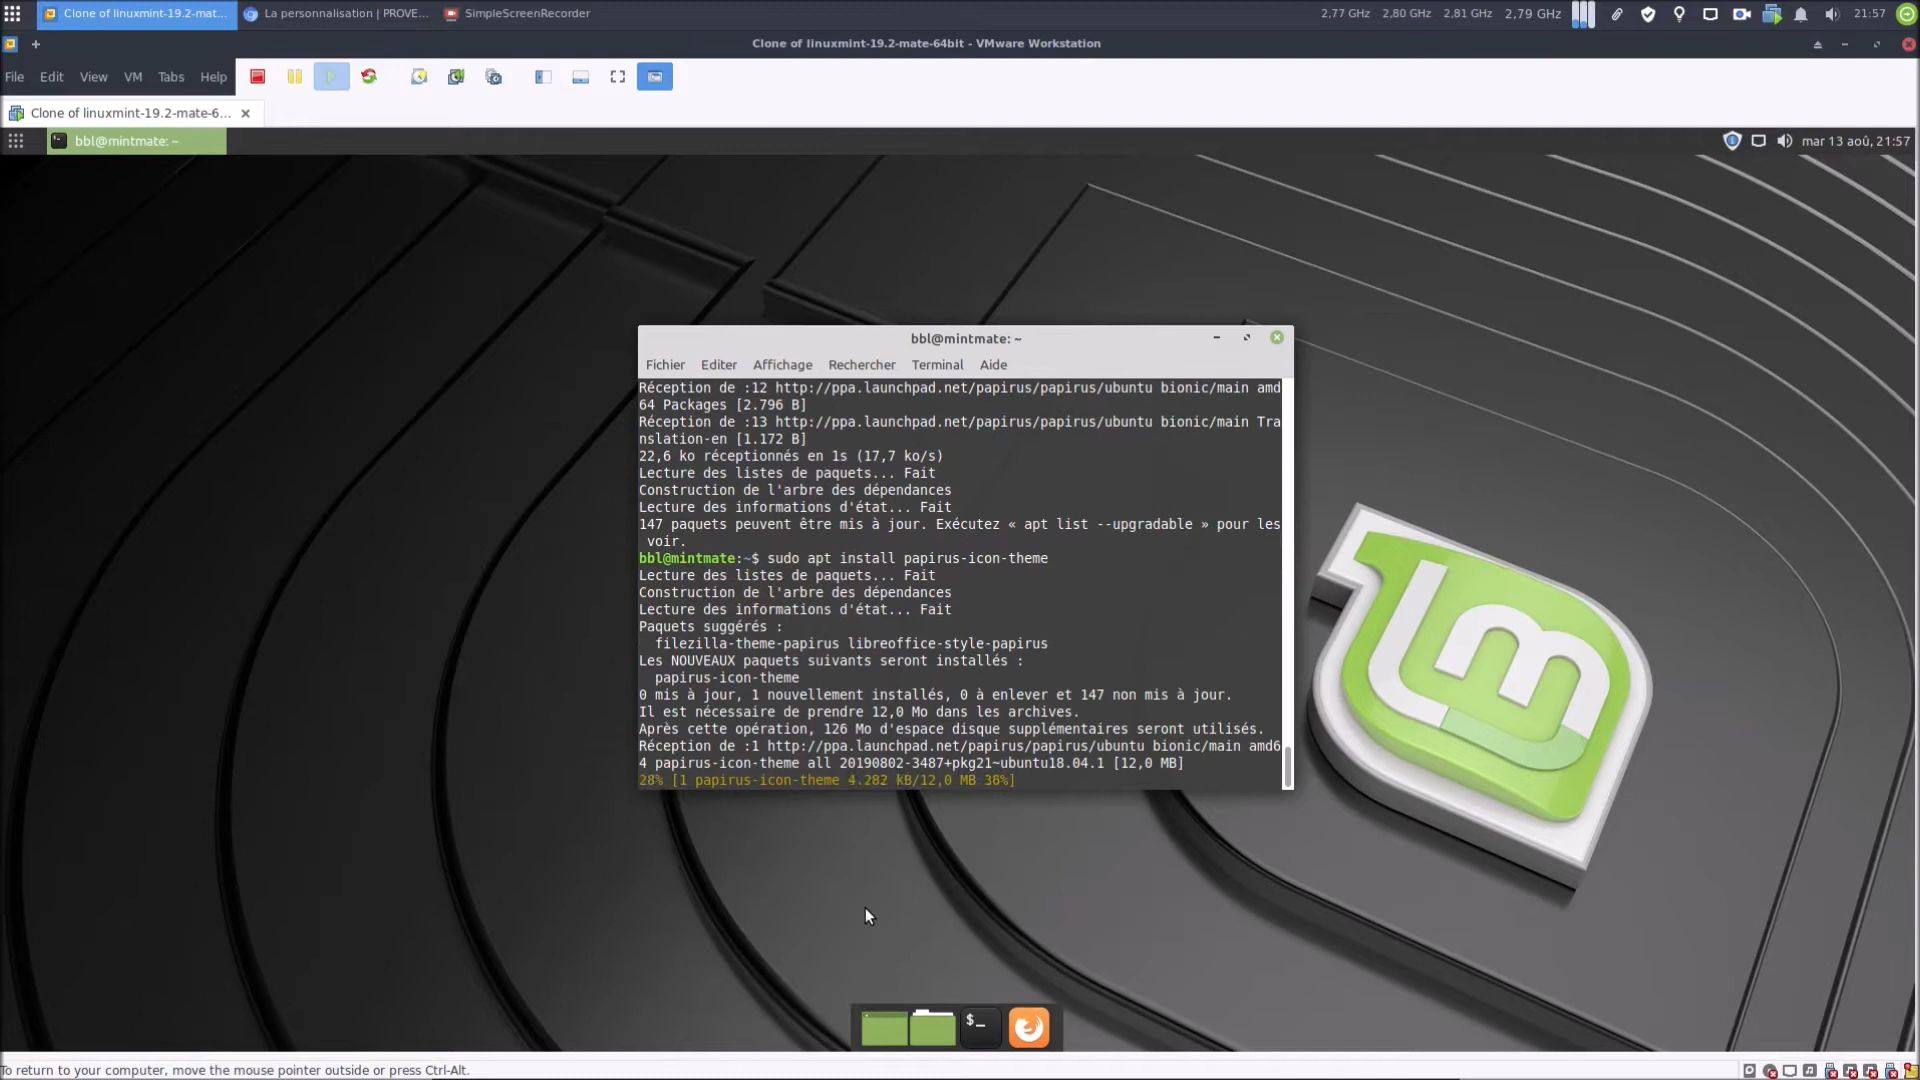 Clone of linuxmint-19.2-mat... La personnalisation | PROVE... SimpleScreenRecorder 2,77 GHz 2,80 GHz 2,81 GHz 2,79 GHz 21:57
Clone of linuxmint-19.2-mate-64bit - VMware Workstation
File Edit View VM Tabs Help
Clone of linuxmint-19.2-mate-6...
bbl@mintmate: ~ mar 13 aoû, 21:57
bbl@mintmate: ~
Fichier Editer Affichage Rechercher Terminal Aide
Réception de :12 http://ppa.launchpad.net/papirus/papirus/ubuntu bionic/main amd
64 Packages [2.796 B]
Réception de :13 http://ppa.launchpad.net/papirus/papirus/ubuntu bionic/main Tra
nslation-en [1.172 B]
22,6 ko réceptionnés en 1s (17,7 ko/s)
Lecture des listes de paquets... Fait
Construction de l'arbre des dépendances
Lecture des informations d'état... Fait
147 paquets peuvent être mis à jour. Exécutez « apt list --upgradable » pour les
voir.
bbl@mintmate:~$ sudo apt install papirus-icon-theme
Lecture des listes de paquets... Fait
Construction de l'arbre des dépendances
Lecture des informations d'état... Fait
Paquets suggérés :
filezilla-theme-papirus libreoffice-style-papirus
Les NOUVEAUX paquets suivants seront installés :
papirus-icon-theme
0 mis à jour, 1 nouvellement installés, 0 à enlever et 147 non mis à jour.
Il est nécessaire de prendre 12,0 Mo dans les archives.
Après cette opération, 126 Mo d'espace disque supplémentaires seront utilisés.
Réception de :1 http://ppa.launchpad.net/papirus/papirus/ubuntu bionic/main amd6
4 papirus-icon-theme all 20190802-3487+pkg21~ubuntu18.04.1 [12,0 MB]
28% [1 papirus-icon-theme 4.282 kB/12,0 MB 36%]
lm
$_
To return to your computer, move the mouse pointer outside or press Ctrl-Alt.